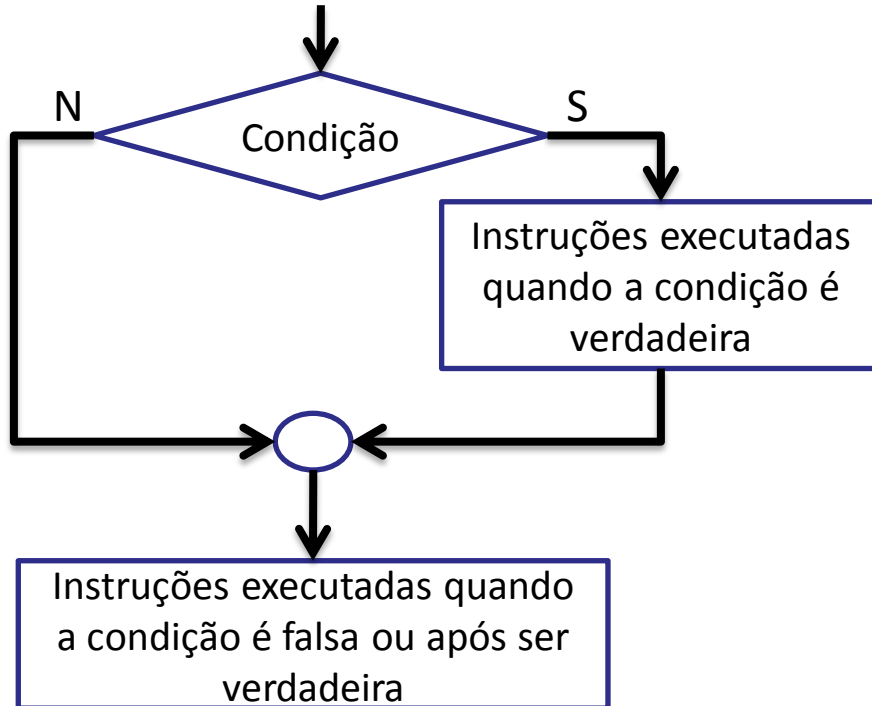 N
S
Condição
Instruções executadas
quando a condição é
verdadeira
Instruções executadas quando
a condição é falsa ou após ser
verdadeira